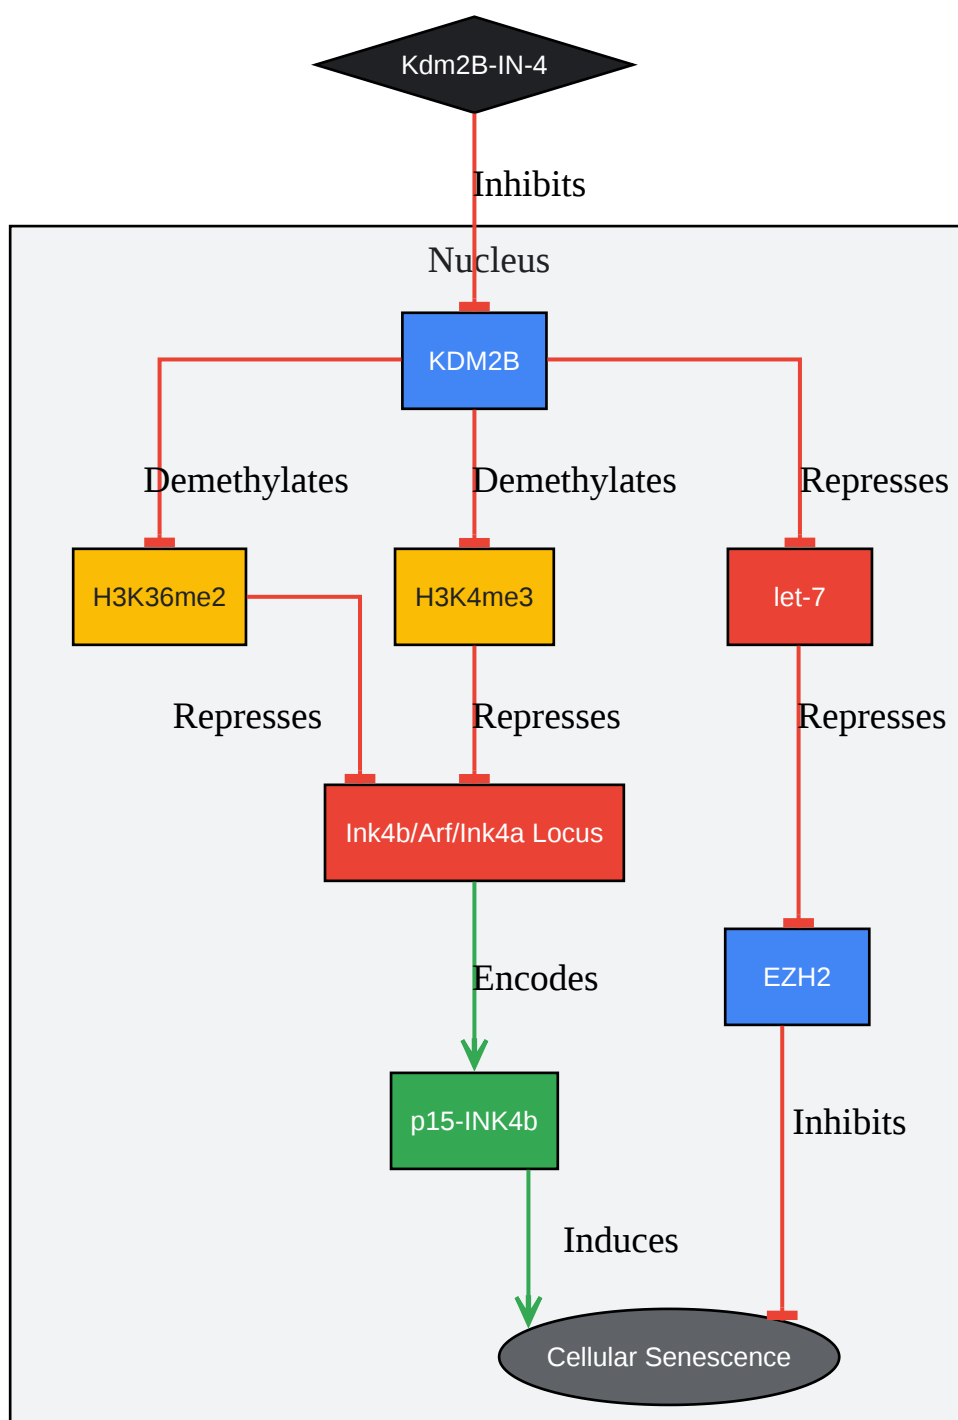 Kdm2B-IN-4
Inhibits
Nucleus
KDM2B
Demethylates
Demethylates
Represses
H3K36me2
H3K4me3
let-7
Represses
Represses
Represses
Ink4b/Arf/Ink4a Locus
EZH2
Encodes
p15-INK4b
Inhibits
Induces
Cellular Senescence